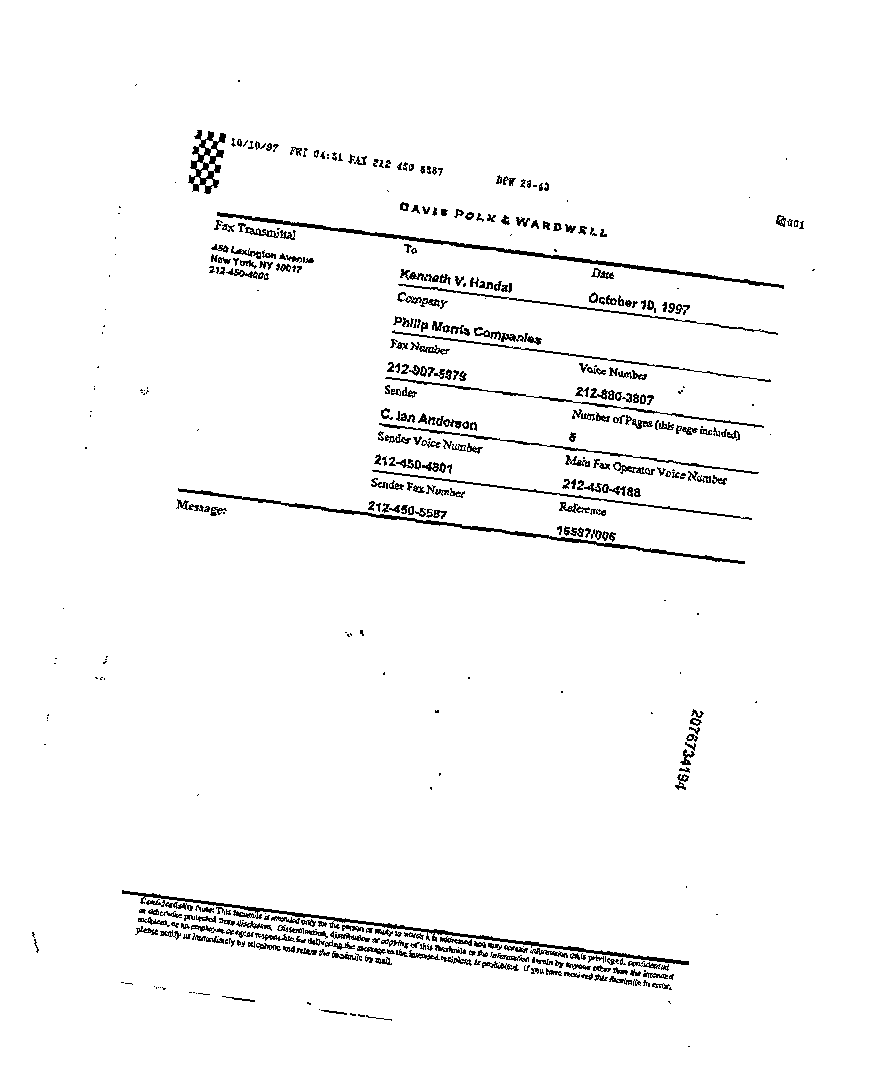 10/10/97 FRI 04:51 FAX 212 450 5587
DPW 26-43
001
DAVIS POLK & WARDWELL
Fax Transmittal
450 Lexington Avenue
New York, NY 10017
212-450-4000
To
Date
Kenneth V. Handal
October 10, 1997
Company
Philip Morris Companies
Fax Number
Voice Number
212-907-5979
212-880-3807
Sender
Number of Pages (this page included)
C. Ian Anderson
Sender Voice Number
Main Fax Operator Voice Number
212-450-4901
212-450-4188
Sender Fax Number
Reference
212-450-5587
16587/006
Message:
2076734194
Confidentiality Note: This facsimile is intended only for the person or entity to which it is addressed and may contain information that is privileged, confidential
or otherwise protected from disclosure. Dissemination, distribution or copying of this facsimile or the information herein by anyone other than the intended
recipient, or an employee or agent responsible for delivering the message to the intended recipient, is prohibited. If you have received this facsimile in error,
please notify us immediately by telephone and return the facsimile by mail.